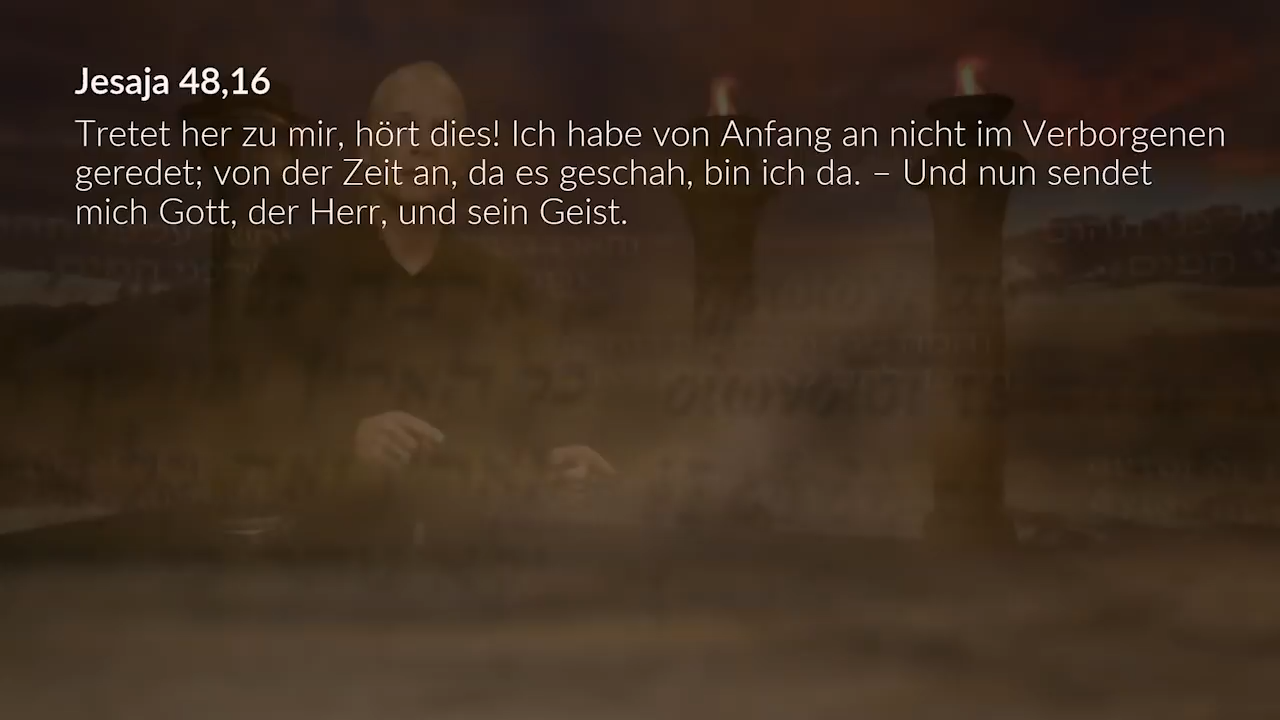 Jesaja 48,16
Tretet her zu mir, hört dies! Ich habe von Anfang an nicht im Verborgenen
geredet; von der Zeit an, da es geschah, bin ich da. – Und nun sendet
mich Gott, der Herr, und sein Geist.